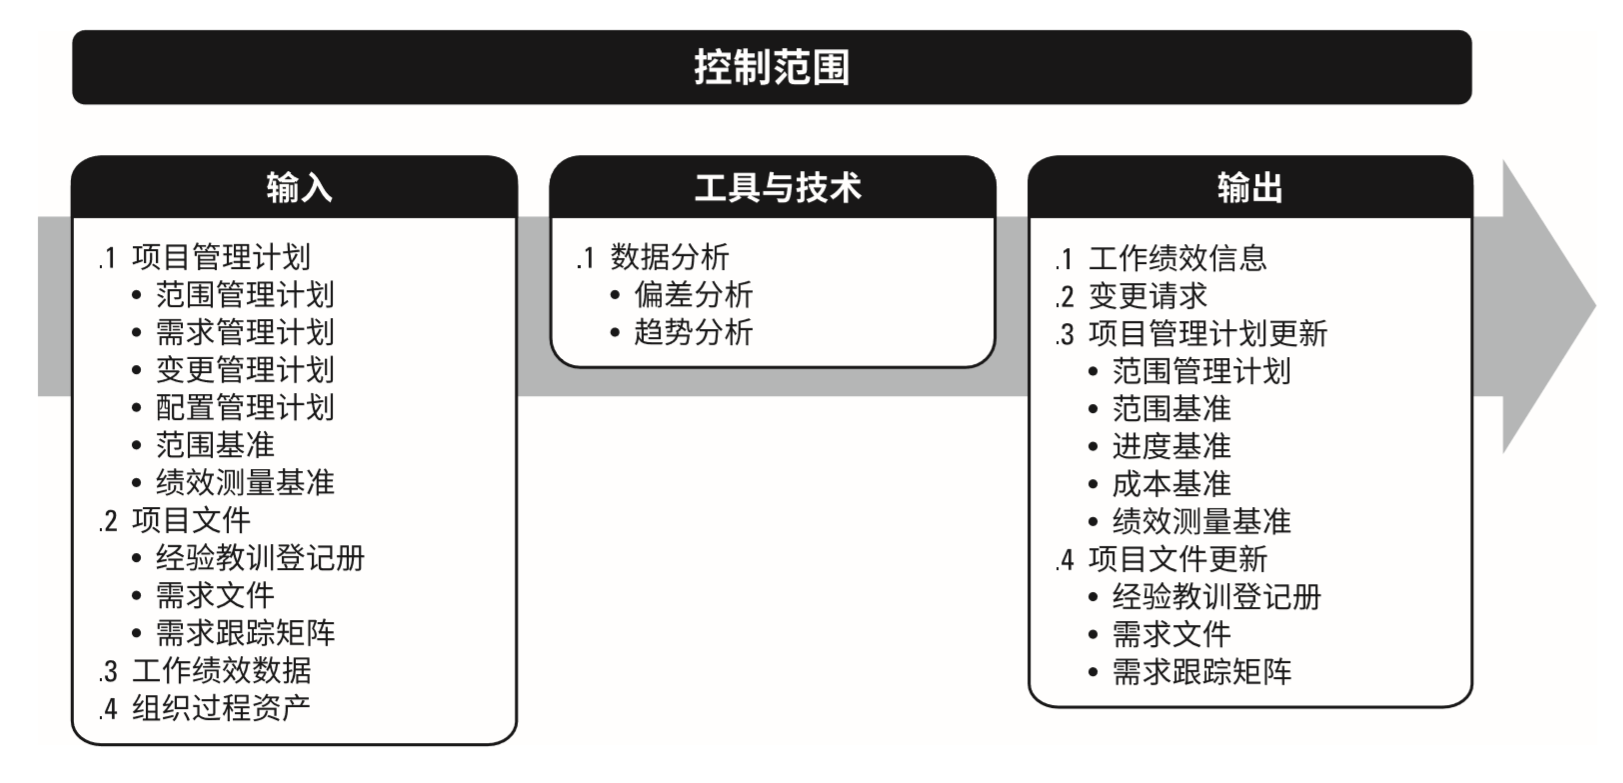 控制范围
输入
.1 项目管理计划
• 范围管理计划
• 需求管理计划
• 变更管理计划
• 配置管理计划
• 范围基准
• 绩效测量基准
.2 项目文件
• 经验教训登记册
• 需求文件
• 需求跟踪矩阵
.3 工作绩效数据
.4 组织过程资产
工具与技术
.1 数据分析
• 偏差分析
• 趋势分析
输出
.1 工作绩效信息
.2 变更请求
.3 项目管理计划更新
• 范围管理计划
• 范围基准
• 进度基准
• 成本基准
• 绩效测量基准
.4 项目文件更新
• 经验教训登记册
• 需求文件
• 需求跟踪矩阵